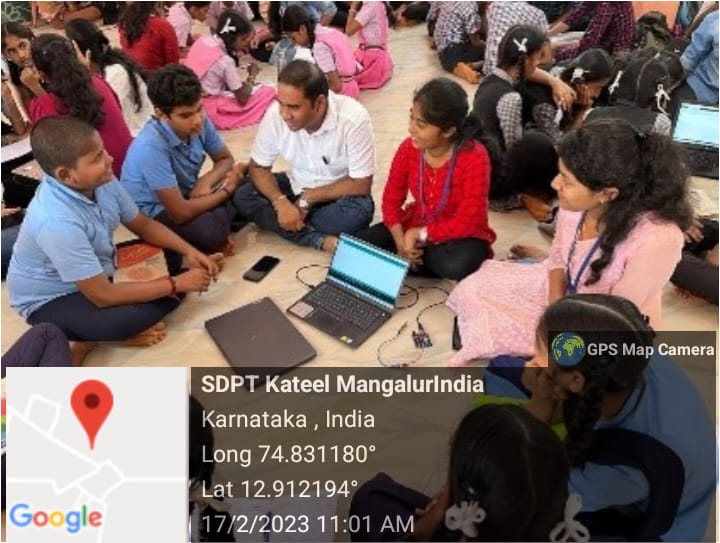 GPS Map Camera
SDPT Kateel MangalurIndia
Karnataka , India
Long 74.831180°
Lat 12.912194°
17/2/2023 11:01 AM
Google